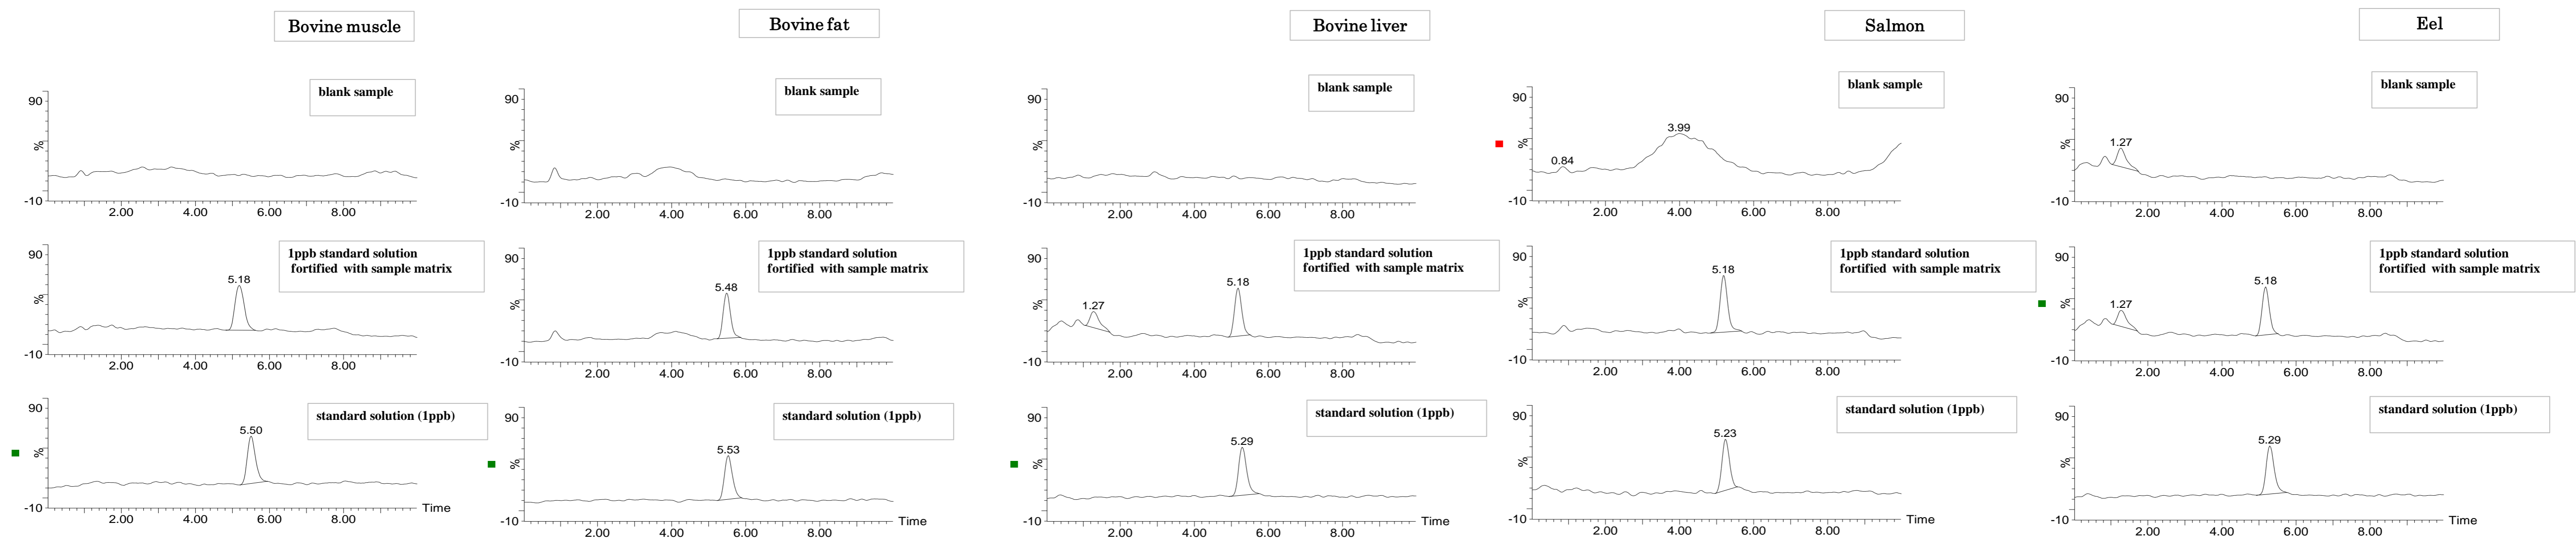 Bovine muscle
blank sample
90
%
-10
2.00 4.00 6.00 8.00
1ppb standard solution
fortified with sample matrix
90
5.18
%
-10
2.00 4.00 6.00 8.00
standard solution (1ppb)
90
5.50
%
-10
2.00 4.00 6.00 8.00
Time
Bovine fat
blank sample
90
%
-10
2.00 4.00 6.00 8.00
1ppb standard solution
fortified with sample matrix
90
5.48
%
-10
2.00 4.00 6.00 8.00
standard solution (1ppb)
90
5.53
%
-10
2.00 4.00 6.00 8.00
Time
Bovine liver
blank sample
90
%
-10
2.00 4.00 6.00 8.00
1ppb standard solution
fortified with sample matrix
90
5.18
1.27
%
-10
2.00 4.00 6.00 8.00
standard solution (1ppb)
90
5.29
%
-10
2.00 4.00 6.00 8.00
Time
Salmon
blank sample
90
3.99
%
0.84
-10
2.00 4.00 6.00 8.00
1ppb standard solution
fortified with sample matrix
90
5.18
%
-10
2.00 4.00 6.00 8.00
standard solution (1ppb)
90
5.23
%
-10
2.00 4.00 6.00 8.00
Time
Eel
blank sample
90
1.27
%
-10
2.00 4.00 6.00 8.00
1ppb standard solution
fortified with sample matrix
90
5.18
1.27
%
-10
2.00 4.00 6.00 8.00
standard solution (1ppb)
90
5.29
%
-10
2.00 4.00 6.00 8.00
Time